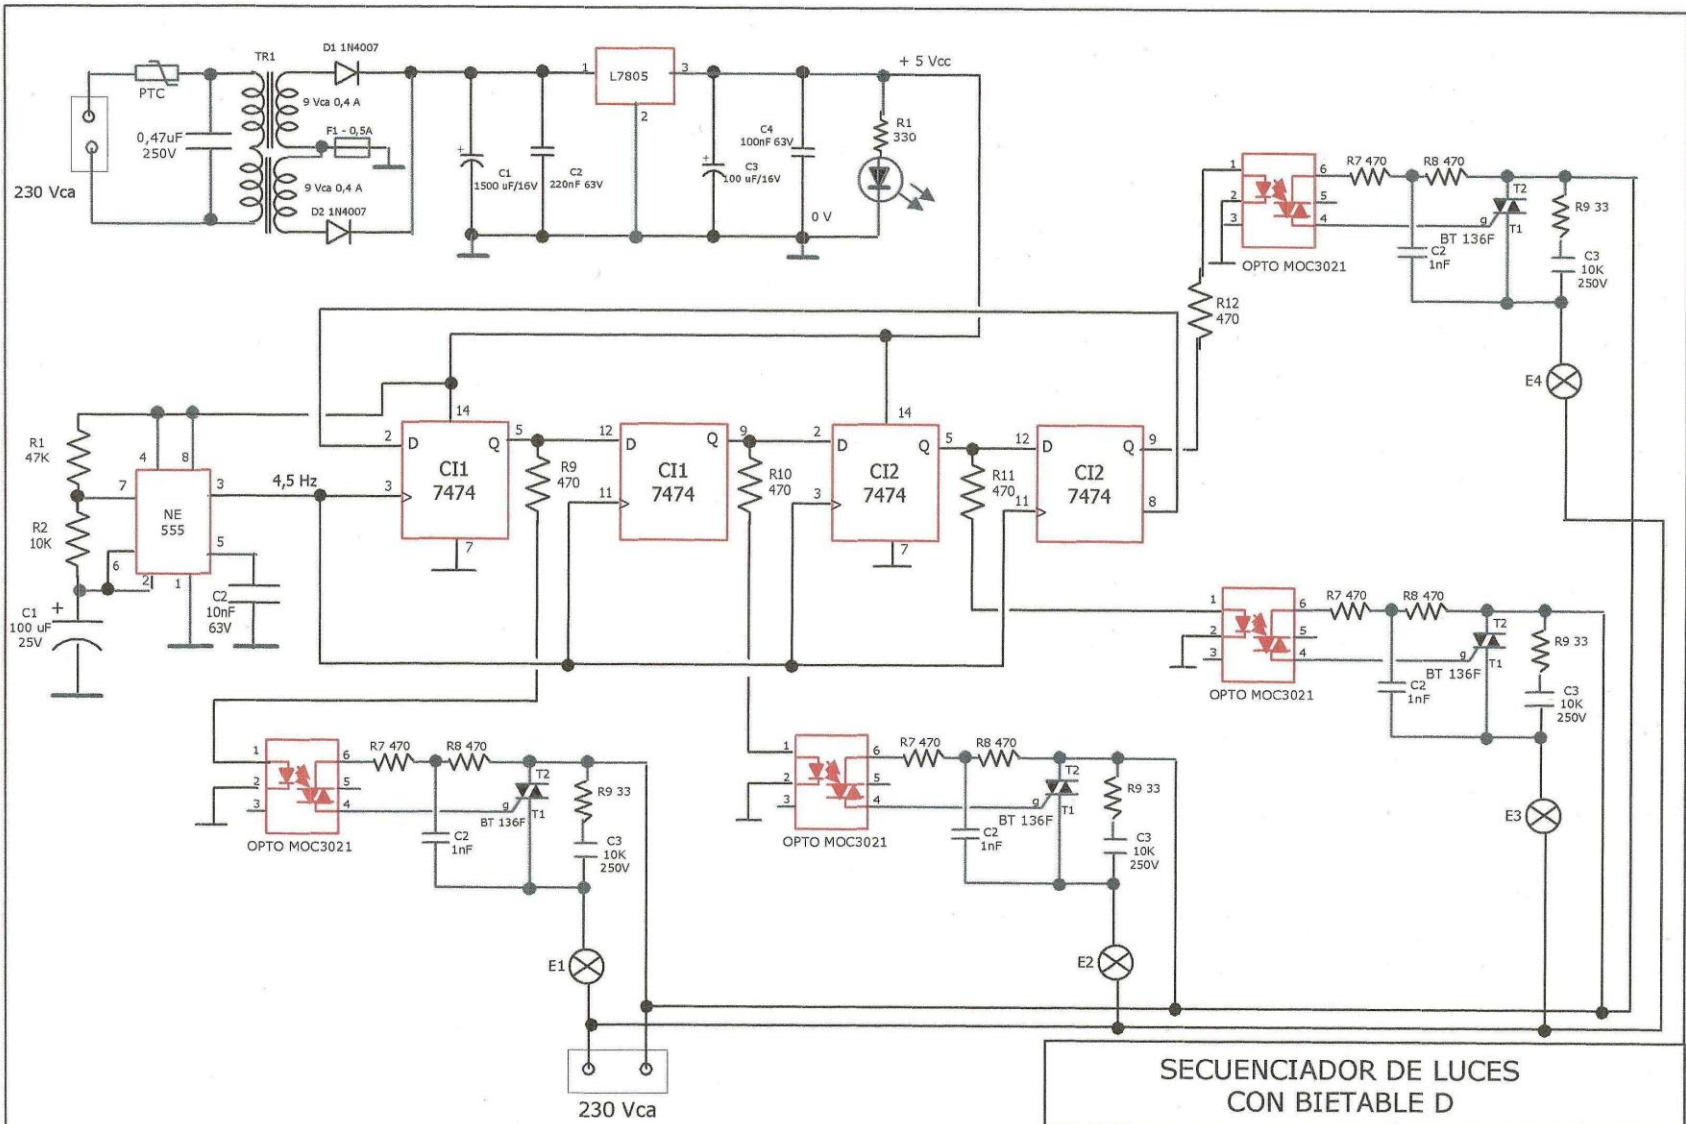 230 Vca
PTC
0,47uF
250V
TR1
D1 1N4007
9 Vca 0,4 A
F1 - 0,5A
9 Vca 0,4 A
D2 1N4007
C1
1500 uF/16V
C2
220nF 63V
1
L7805
3
2
C3
100 uF/16V
C4
100nF 63V
+ 5 Vcc
0 V
R1
330
R1
47K
R2
10K
C1
100 uF
25V
+
4
8
7
3
NE
555
6
2
1
5
C2
10nF
63V
4,5 Hz
14
2
D
Q
5
CI1
7474
3
7
R9
470
12
D
Q
9
CI1
7474
11
R10
470
14
2
D
Q
5
CI2
7474
3
7
R11
470
12
D
Q
9
CI2
7474
11
8
R12
470
1
2
3
6
5
4
OPTO MOC3021
R7 470
R8 470
C2
1nF
T2
g
T1
BT 136F
R9 33
C3
10K
250V
E4
1
2
3
6
5
4
OPTO MOC3021
R7 470
R8 470
C2
1nF
T2
g
T1
BT 136F
R9 33
C3
10K
250V
E3
1
2
3
6
5
4
OPTO MOC3021
R7 470
R8 470
C2
1nF
T2
g
T1
BT 136F
R9 33
C3
10K
250V
E1
1
2
3
6
5
4
OPTO MOC3021
R7 470
R8 470
C2
1nF
T2
g
T1
BT 136F
R9 33
C3
10K
250V
E2
230 Vca
SECUENCIADOR DE LUCES
CON BIETABLE D